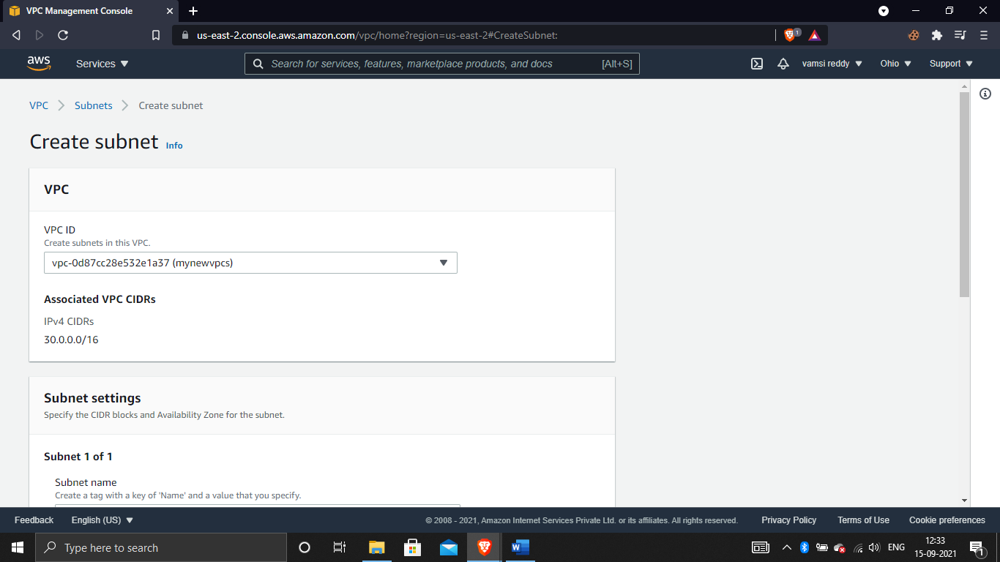 VPC Management Console
us-east-2.console.aws.amazon.com/vpc/home?region=us-east-2#CreateSubnet:
1
aws
Services
Search for services, features, marketplace products, and docs [Alt+S]
vamsi reddy
Ohio
Support
VPC
Subnets
Create subnet
Create subnet Info
VPC
VPC ID
Create subnets in this VPC.
vpc-0d87cc28e532e1a37 (mynewvpcs)
Associated VPC CIDRs
IPv4 CIDRs
30.0.0.0/16
Subnet settings
Specify the CIDR blocks and Availability Zone for the subnet.
Subnet 1 of 1
Subnet name
Create a tag with a key of 'Name' and a value that you specify.
Feedback
English (US)
© 2008 - 2021, Amazon Internet Services Private Ltd. or its affiliates. All rights reserved.
Privacy Policy
Terms of Use
Cookie preferences
Type here to search
ENG
12:33
15-09-2021
1